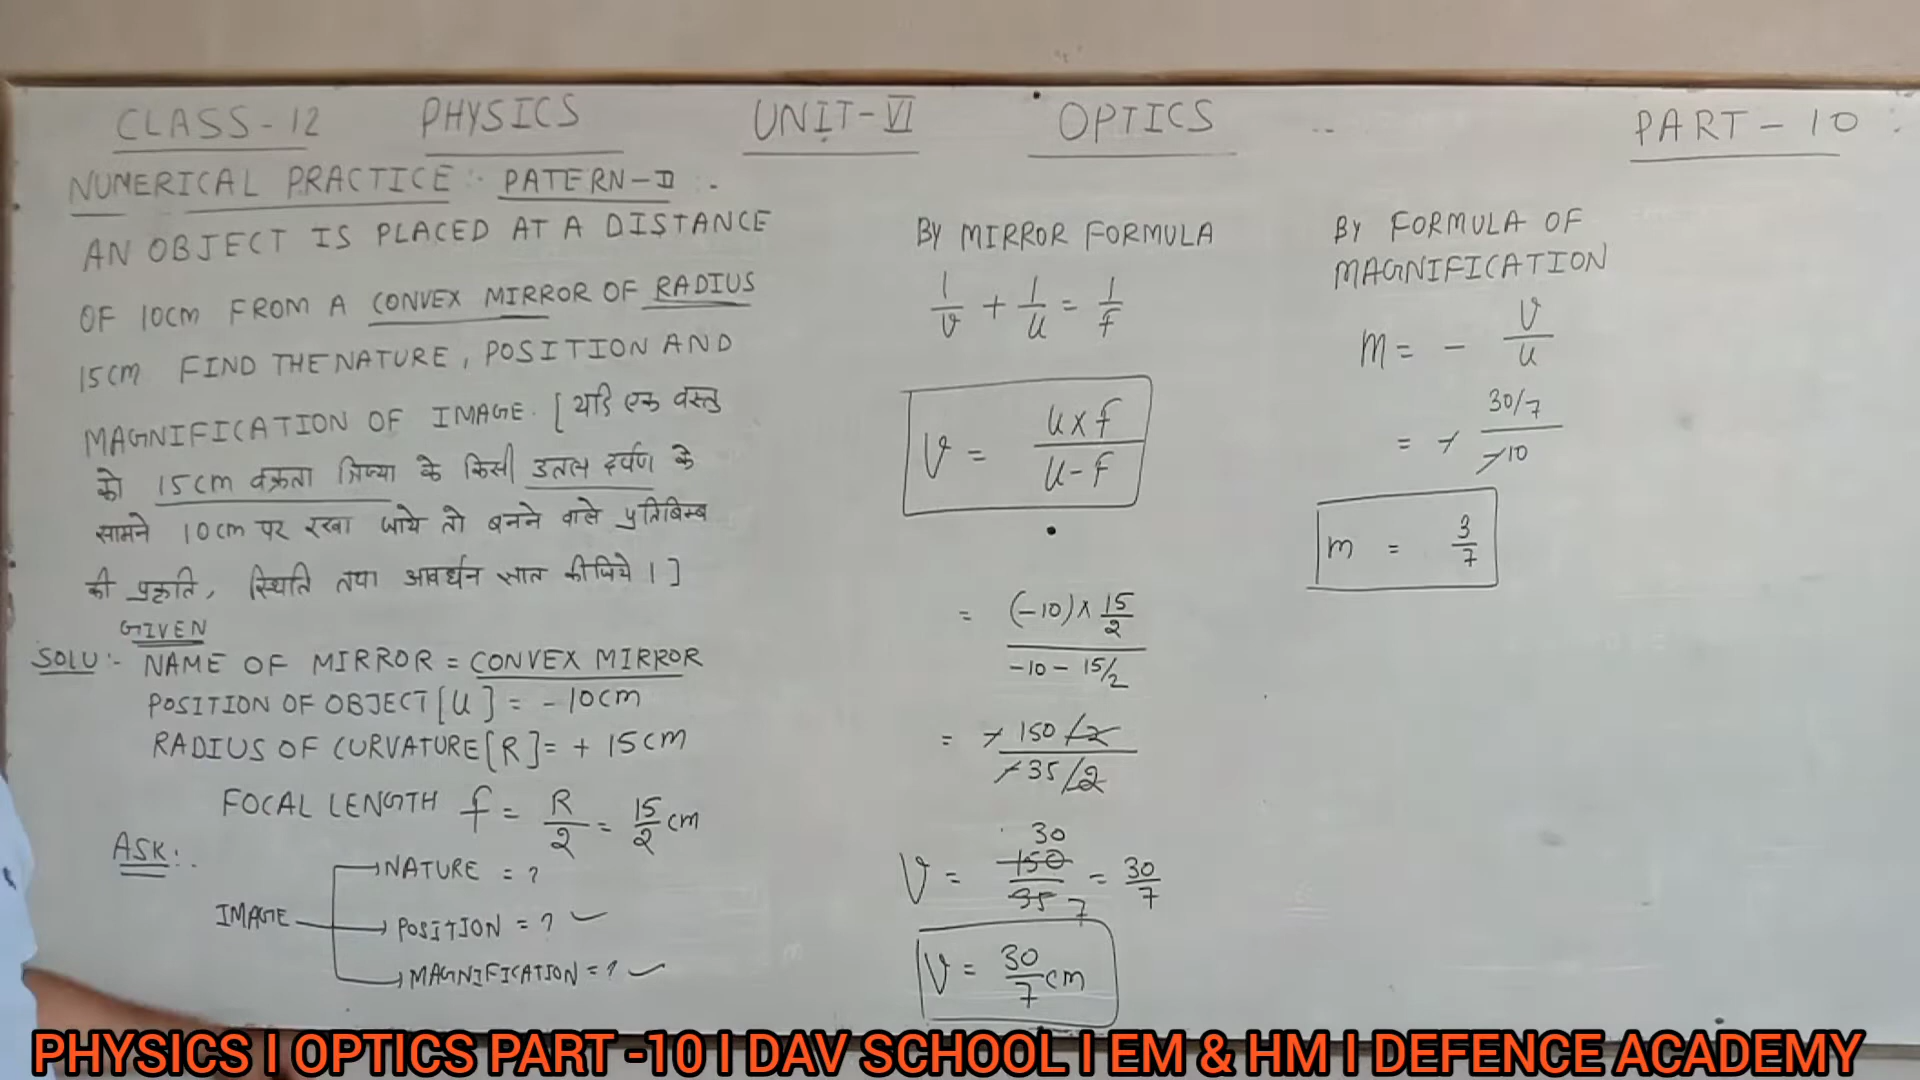 CLASS-12 PHYSICS UNIT-VI OPTICS PART-10
NUMERICAL PRACTICE:- PATERN-D :-
AN OBJECT IS PLACED AT A DISTANCE
OF 10CM FROM A CONVEX MIRROR OF RADIUS
15CM FIND THE NATURE, POSITION AND
MAGNIFICATION OF IMAGE. [यदि एक वस्तु
को 15cm वक्रता त्रिज्या के किसी उतल दर्पण के
सामने 10cm पर रखा जाये तो बनने वाले प्रतिबिम्ब
की प्रकृति, स्थिति तथा आवर्धन ज्ञात कीजिये।]
GIVEN
SOLU:- NAME OF MIRROR = CONVEX MIRROR
POSITION OF OBJECT [U] = -10CM
RADIUS OF CURVATURE [R] = + 15CM
FOCAL LENGTH f = R/2 = 15/2 cm
ASK:-
IMAGE
NATURE = ?
POSITION = ? ✓
MAGNIFICATION = ? ✓
BY MIRROR FORMULA
1/v + 1/u = 1/f
V = u×f / u-f
= (-10)×15/2 / -10-15/2
= -150/2 / -35/2
V = 150/35 = 30/7
30
7
V = 30/7 cm
BY FORMULA OF
MAGNIFICATION
m = - v/u
= - 30/7 / -10
m = 3/7
PHYSICS I OPTICS PART -10 I DAV SCHOOL I EM & HM I DEFENCE ACADEMY